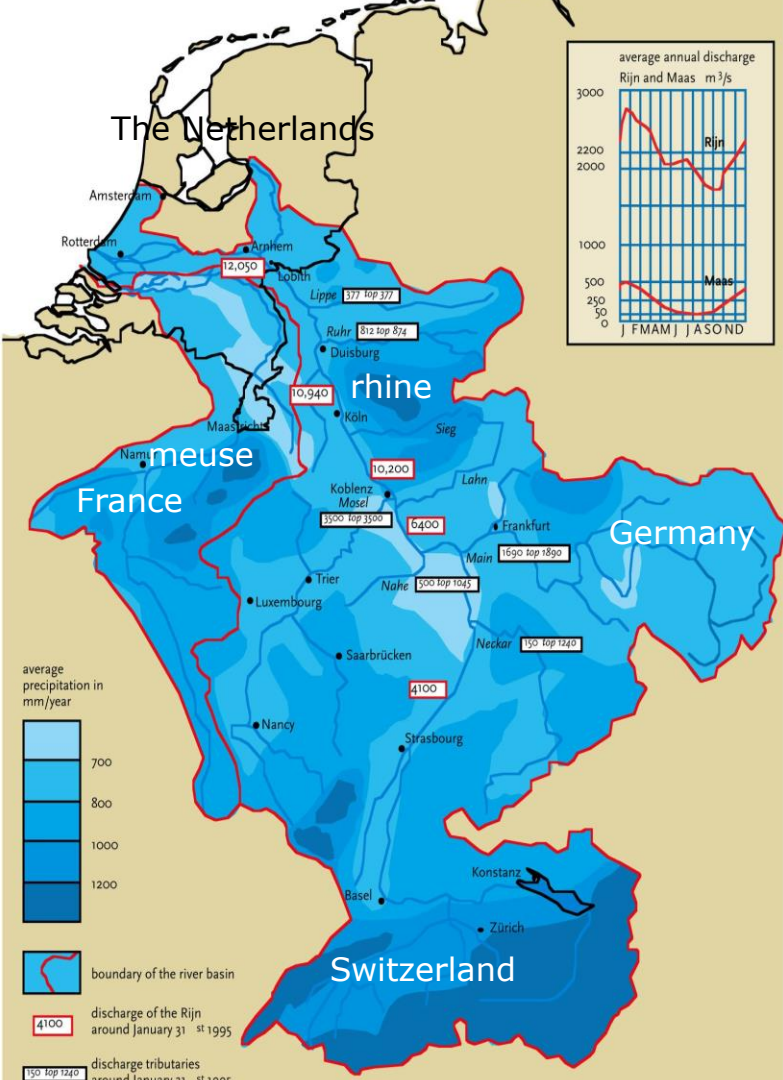 average annual discharge
Rijn and Maas m³/s
3000
2200
2000
1000
500
250
50
0
Rijn
Maas
J F M A M J J A S O N D
The Netherlands
Amsterdam
Rotterdam
Arnhem
12,050
Lobith
Lippe 377 top 377
Ruhr 812 top 874
Duisburg
rhine
10,940
Köln
Maastricht
Sieg
Namur
meuse
10,200
France
Koblenz
Lahn
Mosel
3500 top 3500
6400
Frankfurt
Germany
Main 1690 top 1890
Trier
Nahe 500 top 1045
Luxembourg
Neckar 150 top 1240
Saarbrücken
4100
Nancy
Strasbourg
Konstanz
Basel
Zürich
Switzerland
average
precipitation in
mm/year
700
800
1000
1200
boundary of the river basin
4100
discharge of the Rijn
around January 31 st 1995
150 top 1240
discharge tributaries
around January 31 st 1995